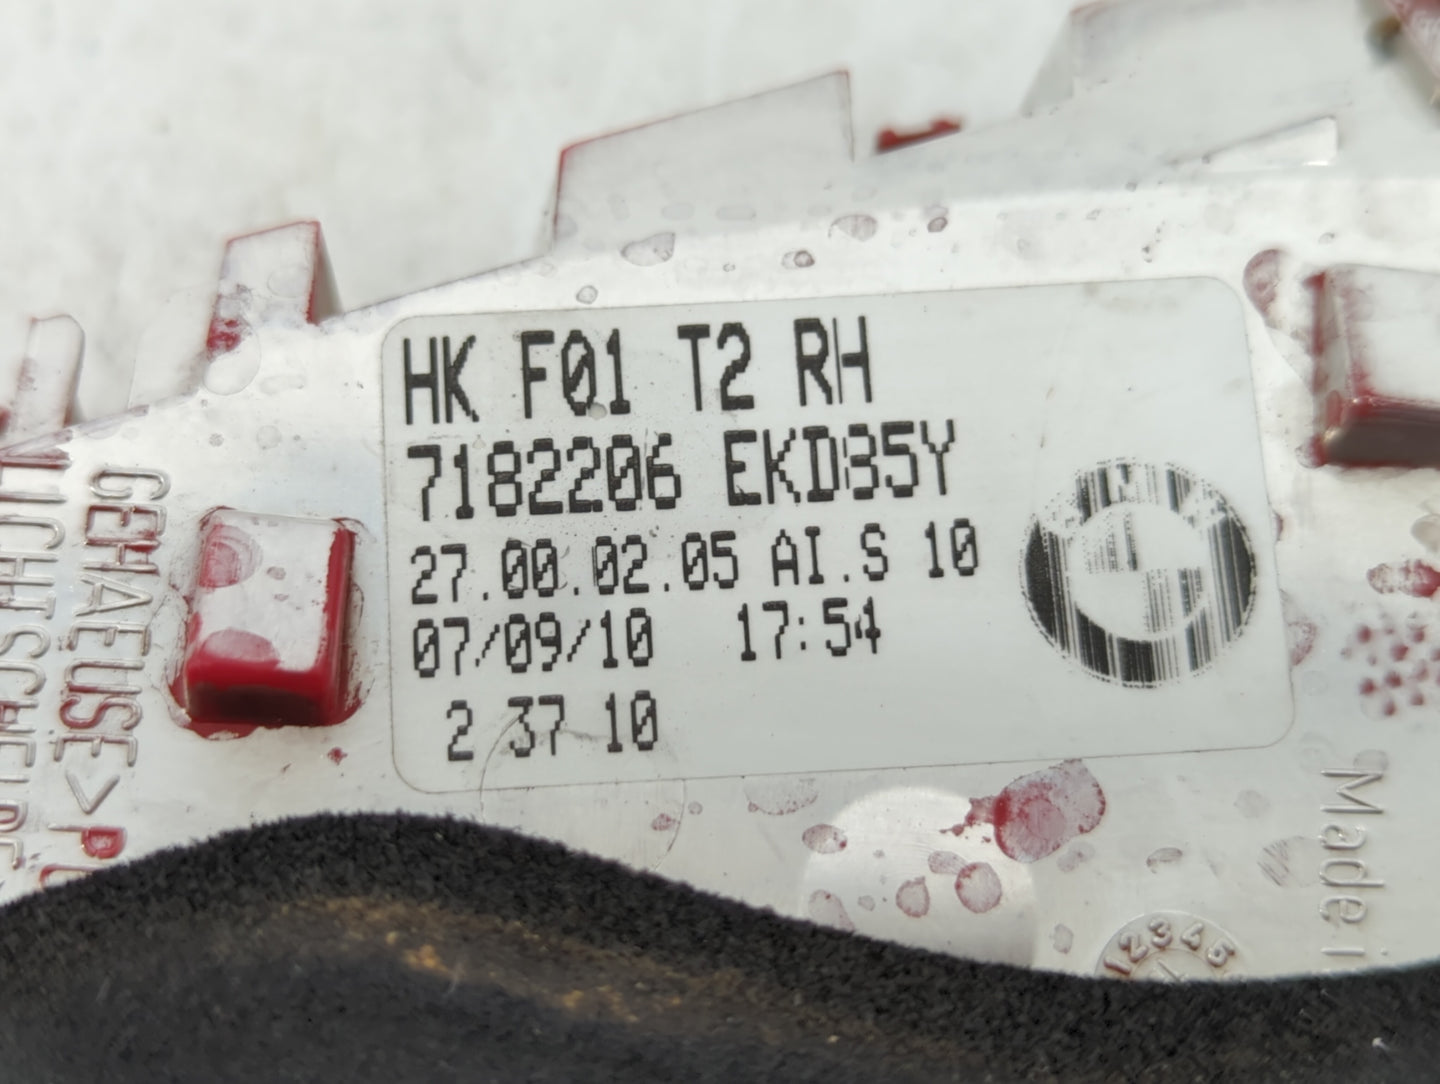 HK F01 T2 RH
7182206 EKD35Y
27.00.02.05 AI.S 10
07/09/10 17:54
2 37 10
GEHAEUSE>
Made i
12345